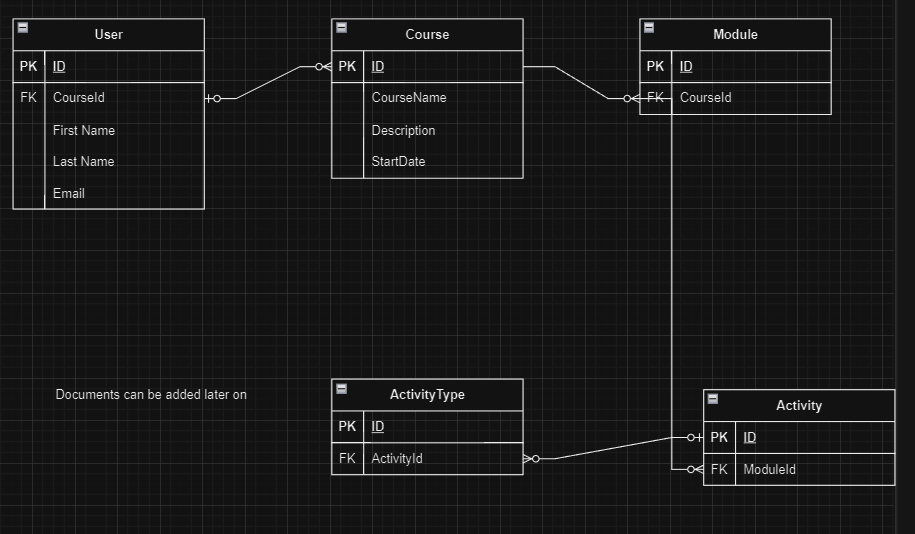 User
PK ID
FK CourseId
First Name
Last Name
Email
Course
PK ID
CourseName
Description
StartDate
Module
PK ID
FK CourseId
Documents can be added later on
ActivityType
PK ID
FK ActivityId
Activity
PK ID
FK ModuleId